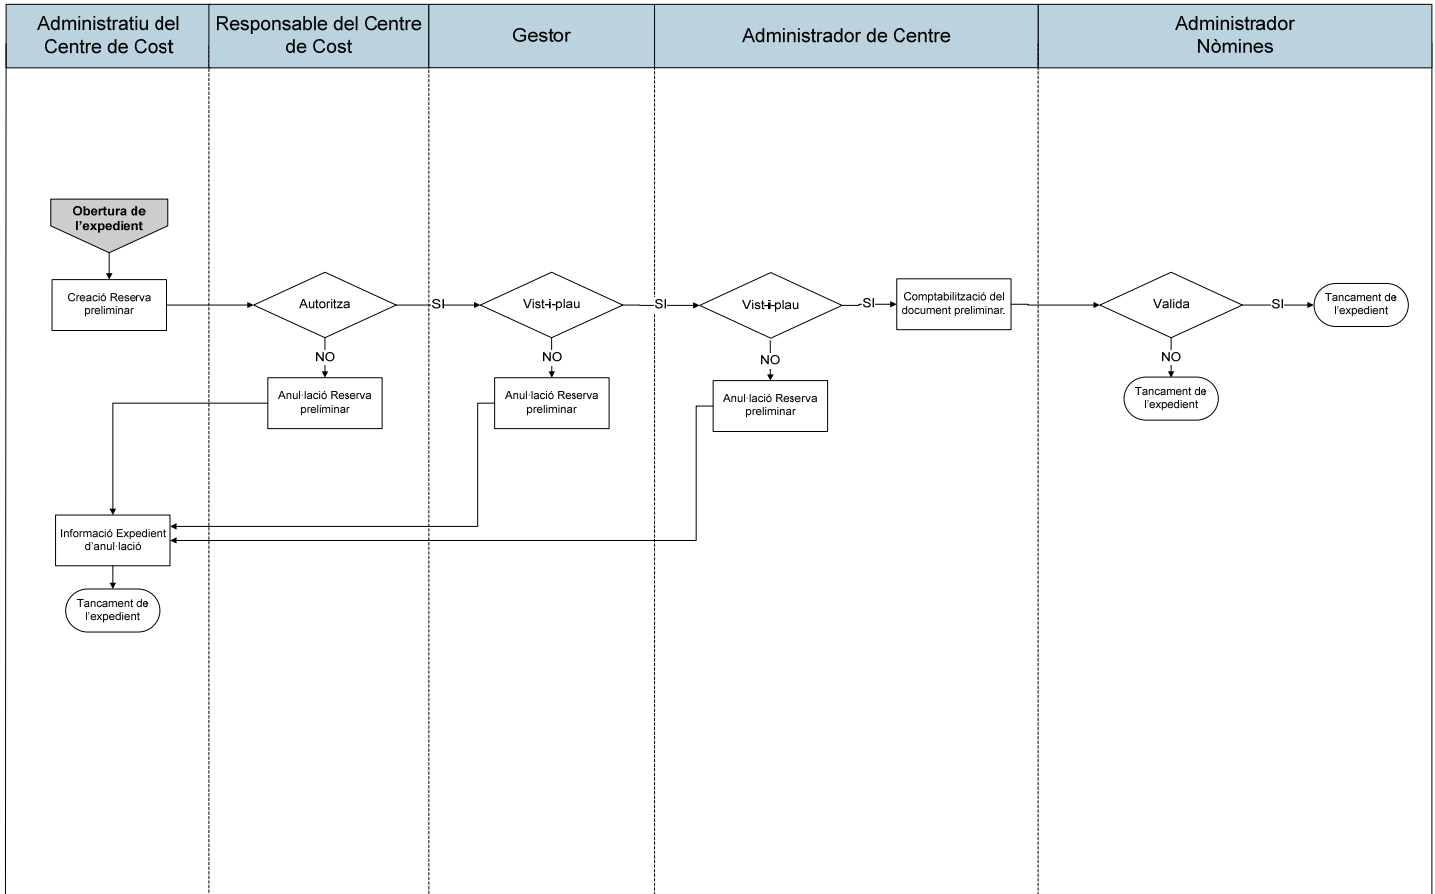 Administratiu del
Centre de Cost
Responsable del Centre
de Cost
Gestor
Administrador de Centre
Administrador
Nòmines
Obertura de
l'expedient
Creació Reserva
preliminar
Autoritza
SI
Vist-i-plau
SI
Vist-i-plau
SI
Comptabilització del
document preliminar.
Valida
SI
Tancament de
l'expedient
NO
NO
NO
NO
Anul·lació Reserva
preliminar
Anul·lació Reserva
preliminar
Anul·lació Reserva
preliminar
Tancament de
l'expedient
Informació Expedient
d'anul·lació
Tancament de
l'expedient